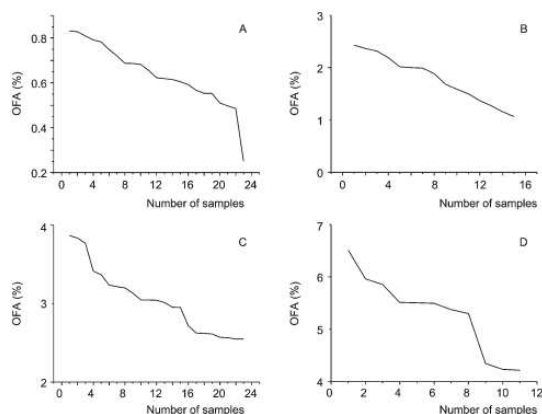 A
OFA (%)
0.8
0.6
0.4
0.2
0 4 8 12 16 20 24
Number of samples
B
OFA (%)
3
2
1
0
0 4 8 12 16
Number of samples
C
OFA (%)
4
3
2
0 4 8 12 16 20 24
Number of samples
D
OFA (%)
7
6
5
4
0 2 4 6 8 10 12
Number of samples